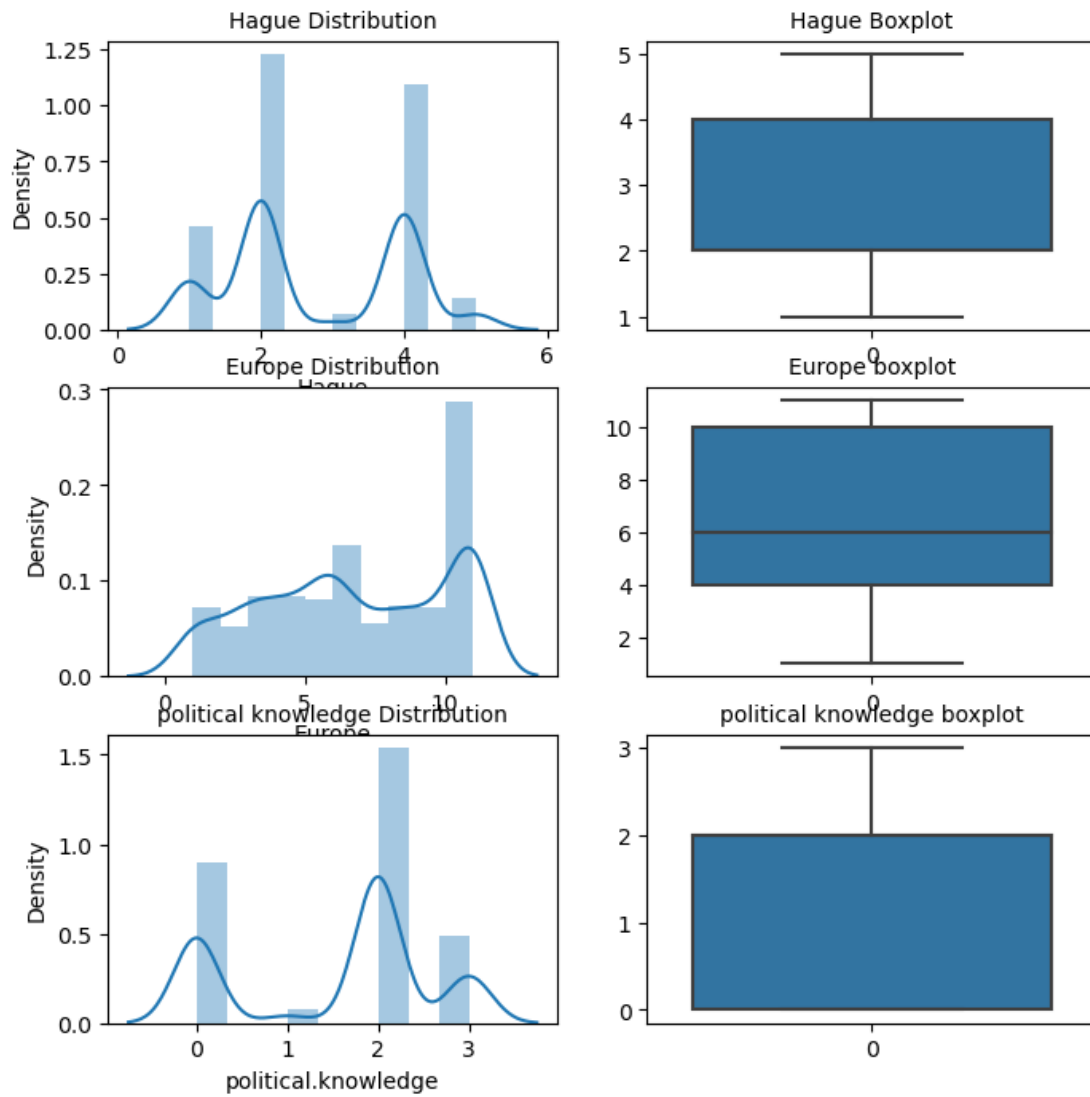 Hague Distribution
Density
1.25
1.00
0.75
0.50
0.25
0.00
0 2 4 6
Hague
Hague Boxplot
5
4
3
2
1
0
Europe Distribution
Density
0.3
0.2
0.1
0.0
0 5 10
Europe
Europe boxplot
10
8
6
4
2
0
political knowledge Distribution
Density
1.5
1.0
0.5
0.0
0 1 2 3
political.knowledge
political knowledge boxplot
3
2
1
0
0